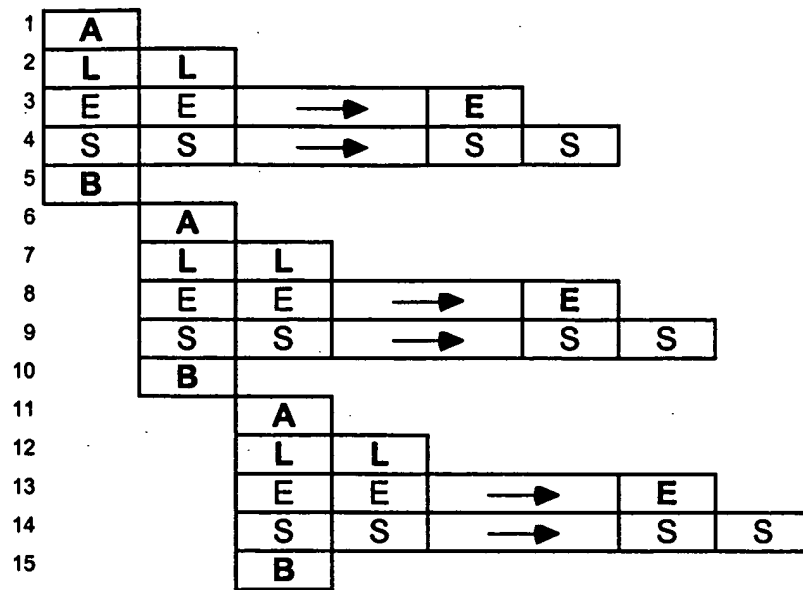 1 A
2 L L
3 E E → E
4 S S → S S
5 B
6 A
7 L L
8 E E → E
9 S S → S S
10 B
11 A
12 L L
13 E E → E
14 S S → S S
15 B